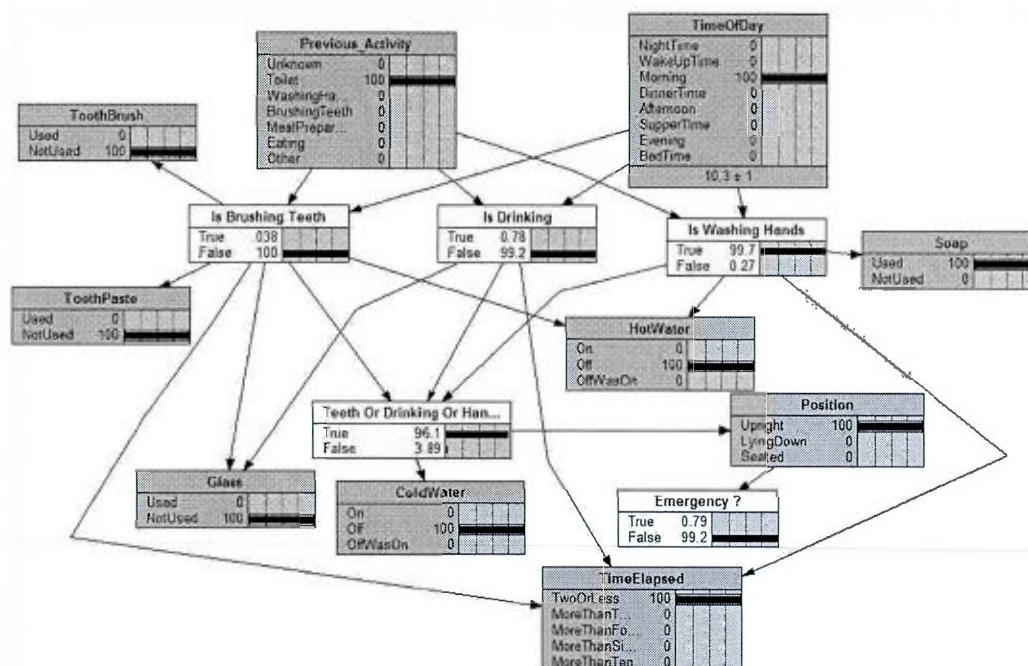 Previous_Activity
Unknown 0
Toilet 100
WashingHa... 0
BrushingTeeth 0
MealPrepar... 0
Eating 0
Other 0
TimeOfDay
NightTime 0
WakeUpTime 0
Morning 100
DinnerTime 0
Afternoon 0
SupperTime 0
Evening 0
BedTime 0
10.3 ± 1
ToothBrush
Used 0
NotUsed 100
Is Brushing Teeth
True .038
False 100
Is Drinking
True 0.78
False 99.2
Is Washing Hands
True 99.7
False 0.27
Soap
Used 100
NotUsed 0
ToothPaste
Used 0
NotUsed 100
HotWater
On 0
Off 100
OffWasOn 0
Teeth Or Drinking Or Han...
True 96.1
False 3.89
Position
Upright 100
LyingDown 0
Seated 0
Glass
Used 0
NotUsed 100
ColdWater
On 0
Off 100
OffWasOn 0
Emergency ?
True 0.79
False 99.2
TimeElapsed
TwoOrLess 100
MoreThanT... 0
MoreThanFo... 0
MoreThanSi... 0
MoreThanTen 0